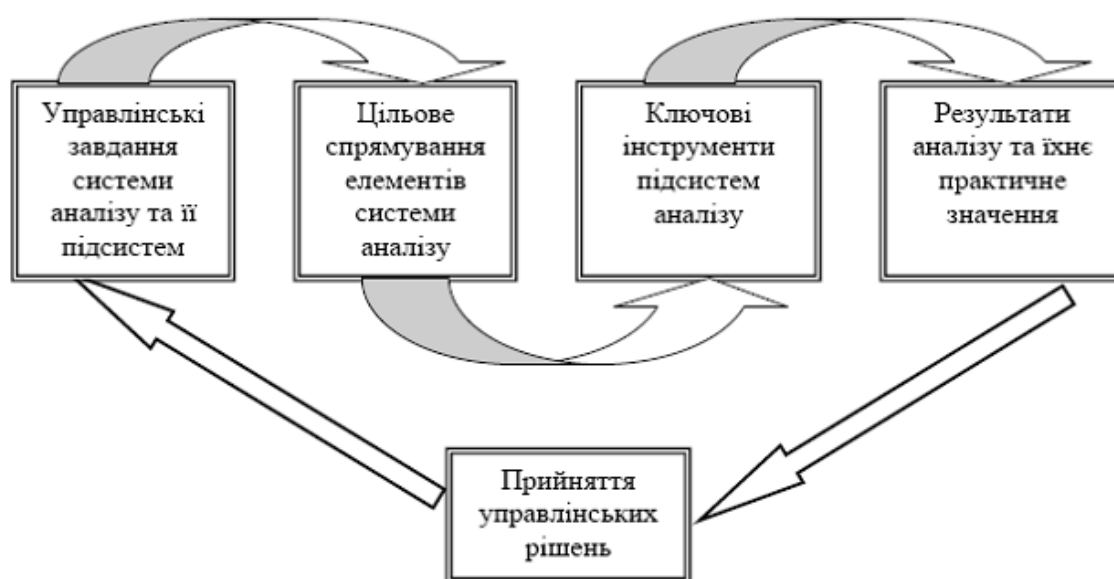 Управлінські
завдання
системи
аналізу та її
підсистем
Цільове
спрямування
елементів
системи
аналізу
Ключові
інструменти
підсистем
аналізу
Результати
аналізу та їхнє
практичне
значення
Прийняття
управлінських
рішень